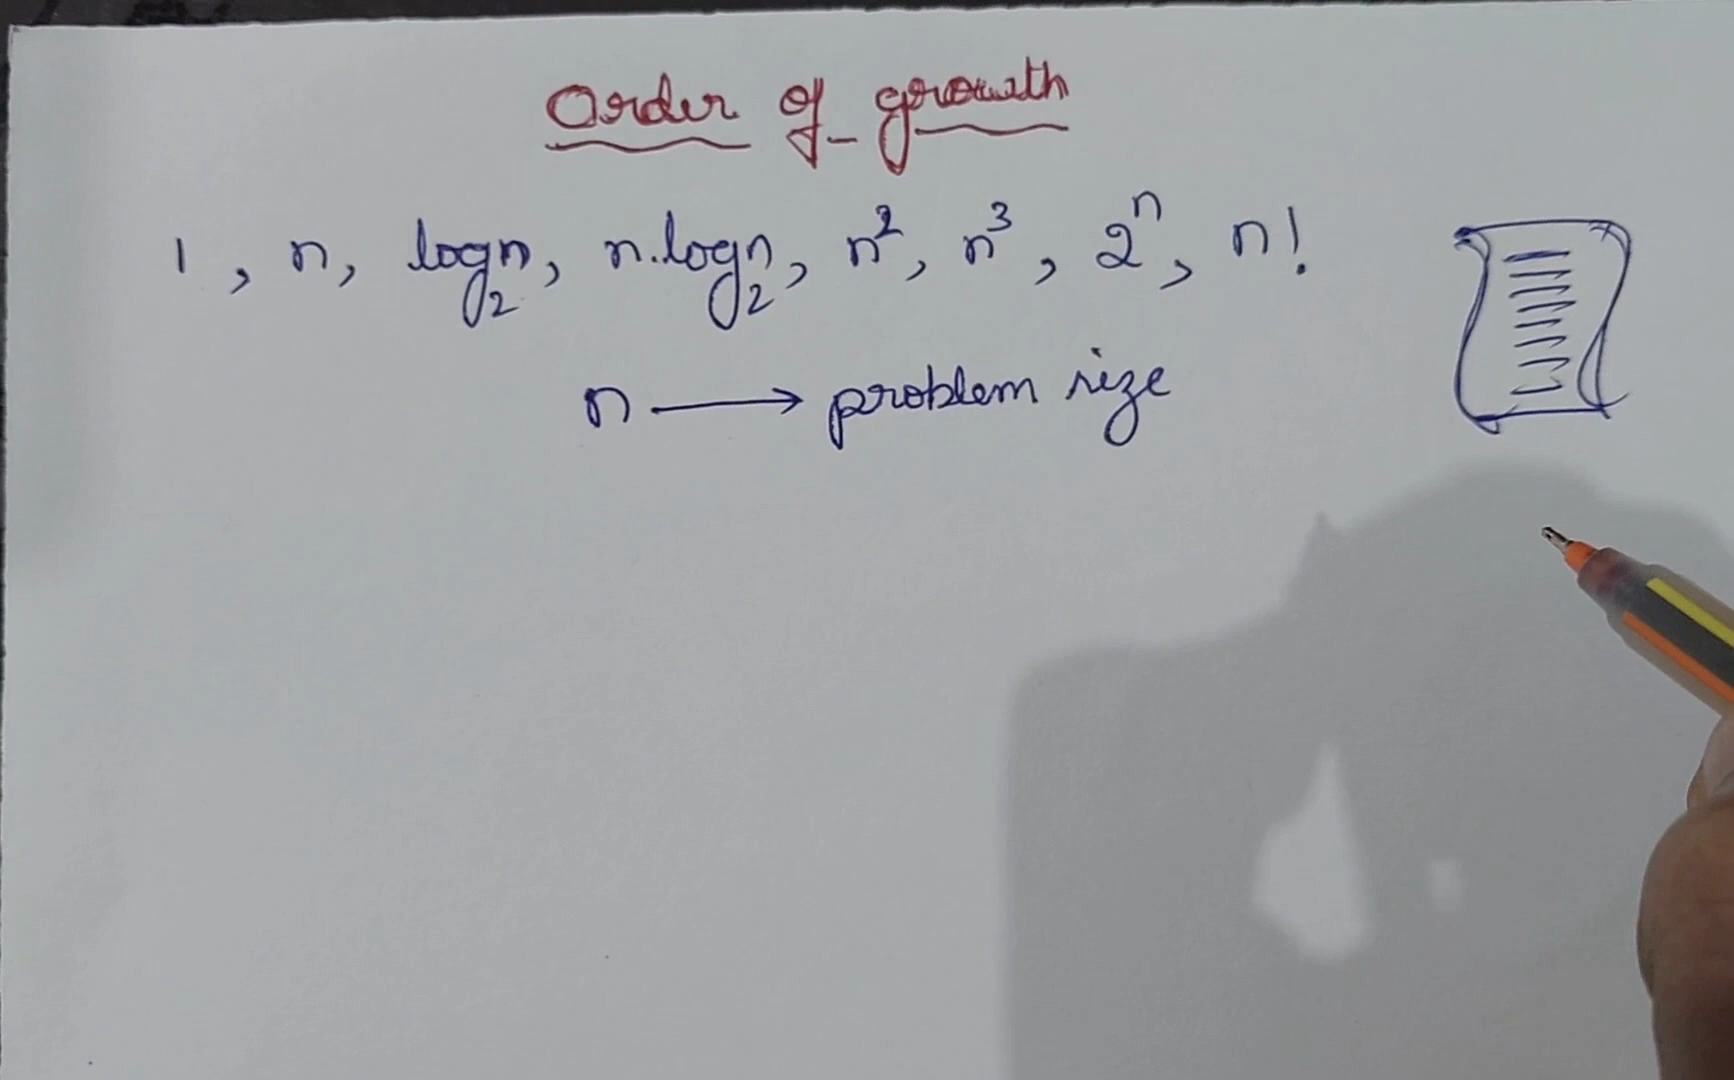 Order of growth
1, n, log₂n, n.log₂n, n², n³, 2ⁿ, n!
n → problem size